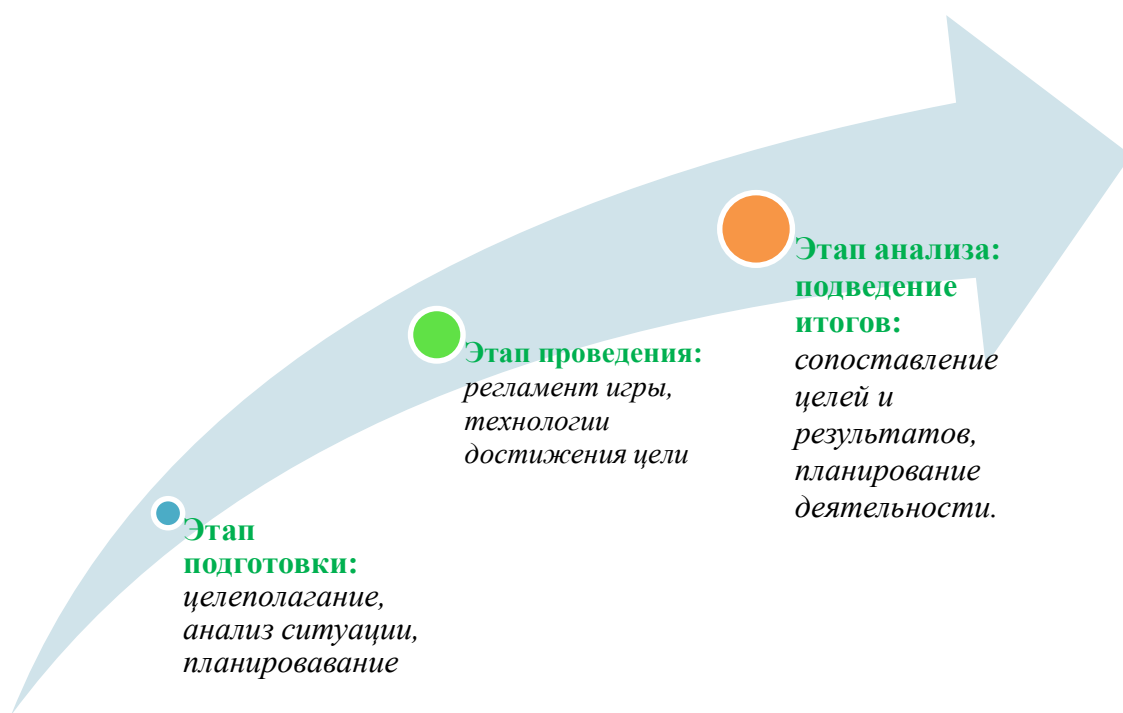 Этап
подготовки:
целеполагание,
анализ ситуации,
планировавание
Этап проведения:
регламент игры,
технологии
достижения цели
Этап анализа:
подведение
итогов:
сопоставление
целей и
результатов,
планирование
деятельности.